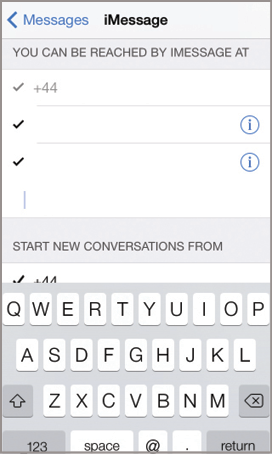 Messages iMessage
YOU CAN BE REACHED BY IMESSAGE AT
+44
START NEW CONVERSATIONS FROM
+44
Q W E R T Y U I O P
A S D F G H J K L
Z X C V B N M
123 space @ . return